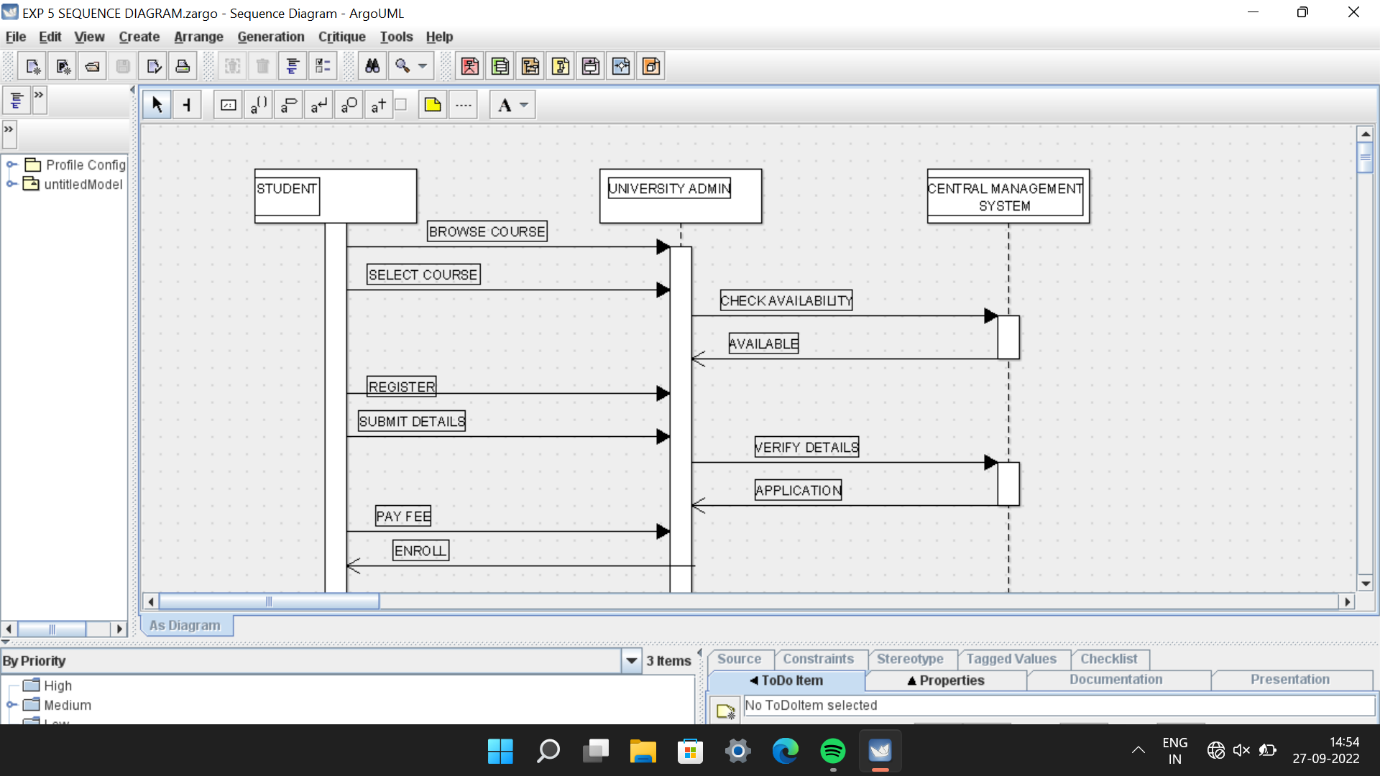 EXP 5 SEQUENCE DIAGRAM.zargo - Sequence Diagram - ArgoUML
File Edit View Create Arrange Generation Critique Tools Help
Profile Config
untitledModel
STUDENT
UNIVERSITY ADMIN
CENTRAL MANAGEMENT
SYSTEM
BROWSE COURSE
SELECT COURSE
CHECK AVAILABILITY
AVAILABLE
REGISTER
SUBMIT DETAILS
VERIFY DETAILS
APPLICATION
PAY FEE
ENROLL
As Diagram
By Priority
3 Items
High
Medium
Low
Source Constraints Stereotype Tagged Values Checklist
ToDo Item Properties Documentation Presentation
No ToDoItem selected
ENG
IN
14:54
27-09-2022